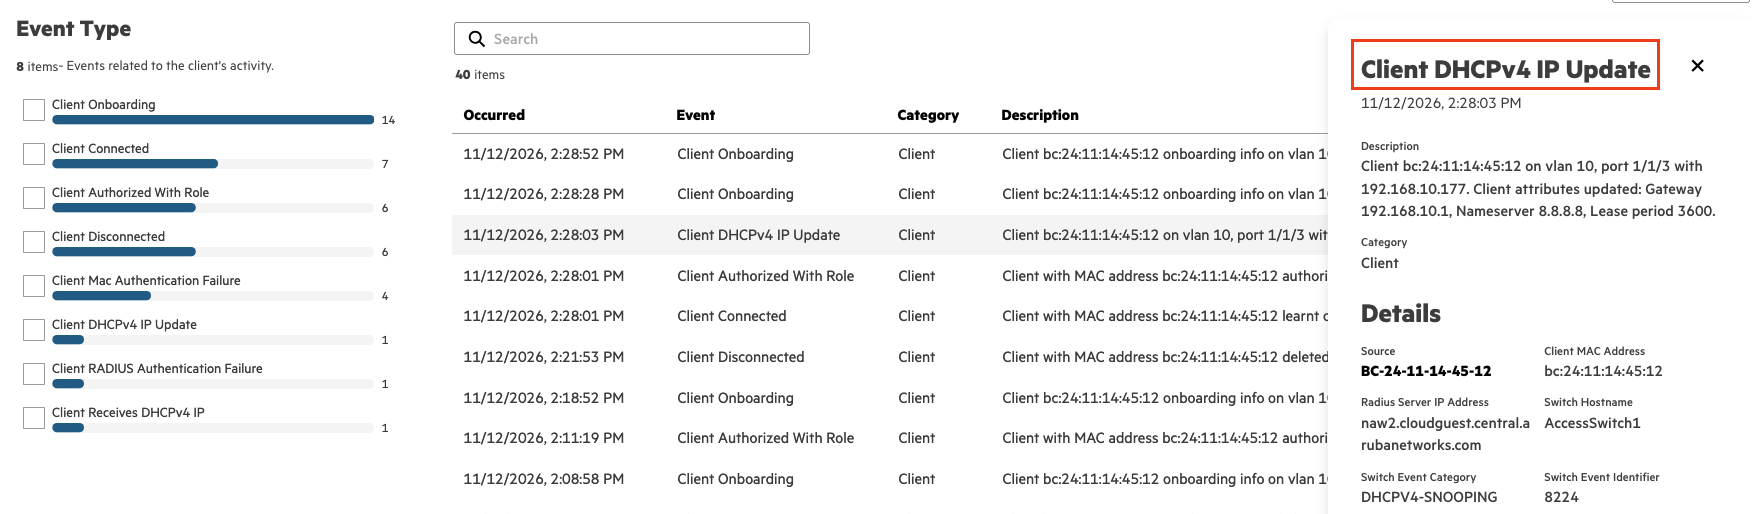 Event Type
8 items- Events related to the client's activity.
Client Onboarding
14
Client Connected
7
Client Authorized With Role
6
Client Disconnected
6
Client Mac Authentication Failure
4
Client DHCPv4 IP Update
1
Client RADIUS Authentication Failure
1
Client Receives DHCPv4 IP
1
Search
40 items
Occurred Event Category Description
11/12/2026, 2:28:52 PM Client Onboarding Client Client bc:24:11:14:45:12 onboarding info on vlan 10
11/12/2026, 2:28:28 PM Client Onboarding Client Client bc:24:11:14:45:12 onboarding info on vlan 10
11/12/2026, 2:28:03 PM Client DHCPv4 IP Update Client Client bc:24:11:14:45:12 on vlan 10, port 1/1/3 wit
11/12/2026, 2:28:01 PM Client Authorized With Role Client Client with MAC address bc:24:11:14:45:12 authori
11/12/2026, 2:28:01 PM Client Connected Client Client with MAC address bc:24:11:14:45:12 learnt o
11/12/2026, 2:21:53 PM Client Disconnected Client Client with MAC address bc:24:11:14:45:12 deleted
11/12/2026, 2:18:52 PM Client Onboarding Client Client bc:24:11:14:45:12 onboarding info on vlan 10
11/12/2026, 2:11:19 PM Client Authorized With Role Client Client with MAC address bc:24:11:14:45:12 authori
11/12/2026, 2:08:58 PM Client Onboarding Client Client bc:24:11:14:45:12 onboarding info on vlan 10
Client DHCPv4 IP Update
11/12/2026, 2:28:03 PM
Description
Client bc:24:11:14:45:12 on vlan 10, port 1/1/3 with
192.168.10.177. Client attributes updated: Gateway
192.168.10.1, Nameserver 8.8.8.8, Lease period 3600.
Category
Client
Details
Source Client MAC Address
BC-24-11-14-45-12 bc:24:11:14:45:12
Radius Server IP Address Switch Hostname
naw2.cloudguest.central.a AccessSwitch1
rubanetworks.com
Switch Event Category Switch Event Identifier
DHCPV4-SNOOPING 8224